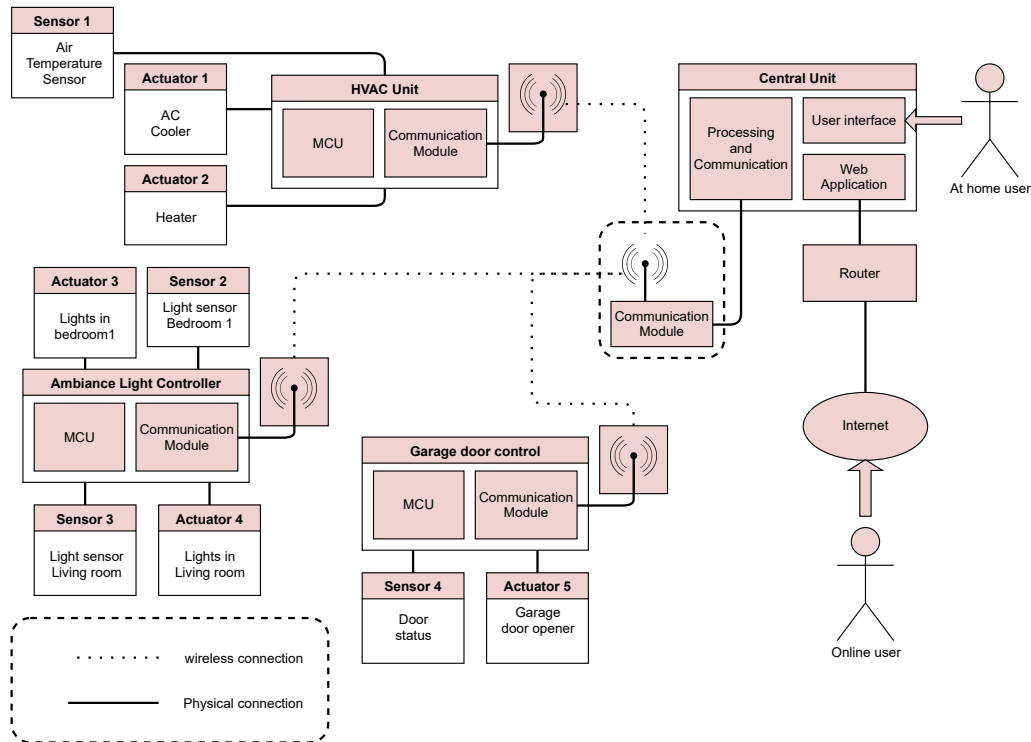 Sensor 1
Air
Temperature
Sensor
Actuator 1
AC
Cooler
Actuator 2
Heater
HVAC Unit
MCU
Communication
Module
Central Unit
Processing
and
Communication
User interface
Web
Application
At home user
Router
Communication
Module
Actuator 3
Lights in
bedroom1
Sensor 2
Light sensor
Bedroom 1
Ambiance Light Controller
MCU
Communication
Module
Sensor 3
Light sensor
Living room
Actuator 4
Lights in
Living room
Garage door control
MCU
Communication
Module
Sensor 4
Door
status
Actuator 5
Garage
door opener
Internet
Online user
wireless connection
Physical connection